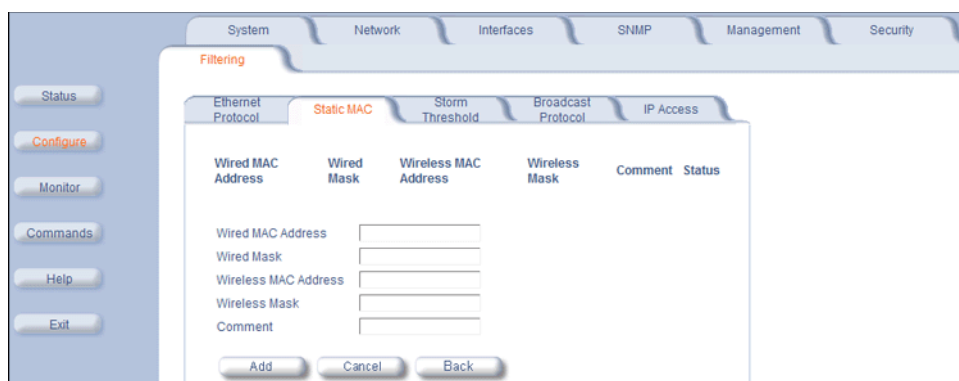 System Network Interfaces SNMP Management Security
Filtering
Status
Configure
Monitor
Commands
Help
Exit
Ethernet Protocol Static MAC Storm Threshold Broadcast Protocol IP Access
Wired MAC Address Wired Mask Wireless MAC Address Wireless Mask Comment Status
Wired MAC Address
Wired Mask
Wireless MAC Address
Wireless Mask
Comment
Add Cancel Back